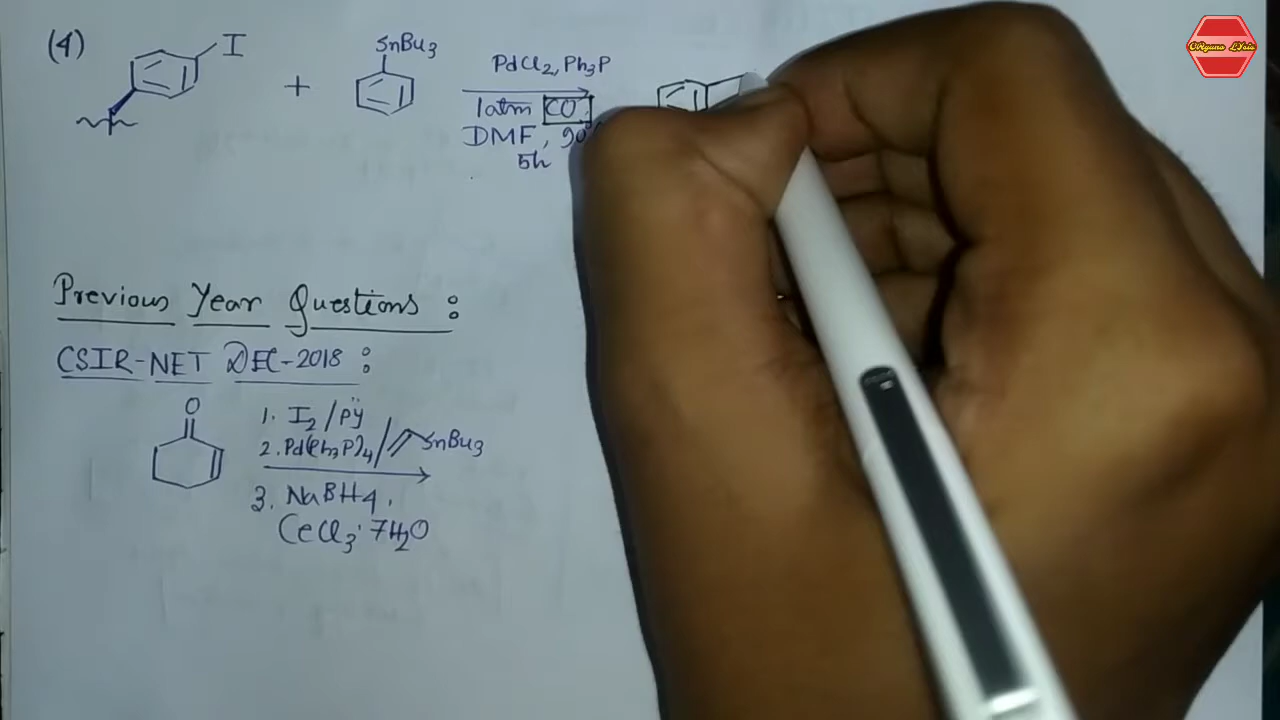 (4)
I
SnBu3
+
PdCl2, Ph3P
1atm CO,
DMF, 90
5h
Previous Year Questions :
CSIR-NET DEC-2018 :
O
1. I2/py
2. Pd(Ph3P)4/ SnBu3
3. NaBH4,
CeCl3·7H2O